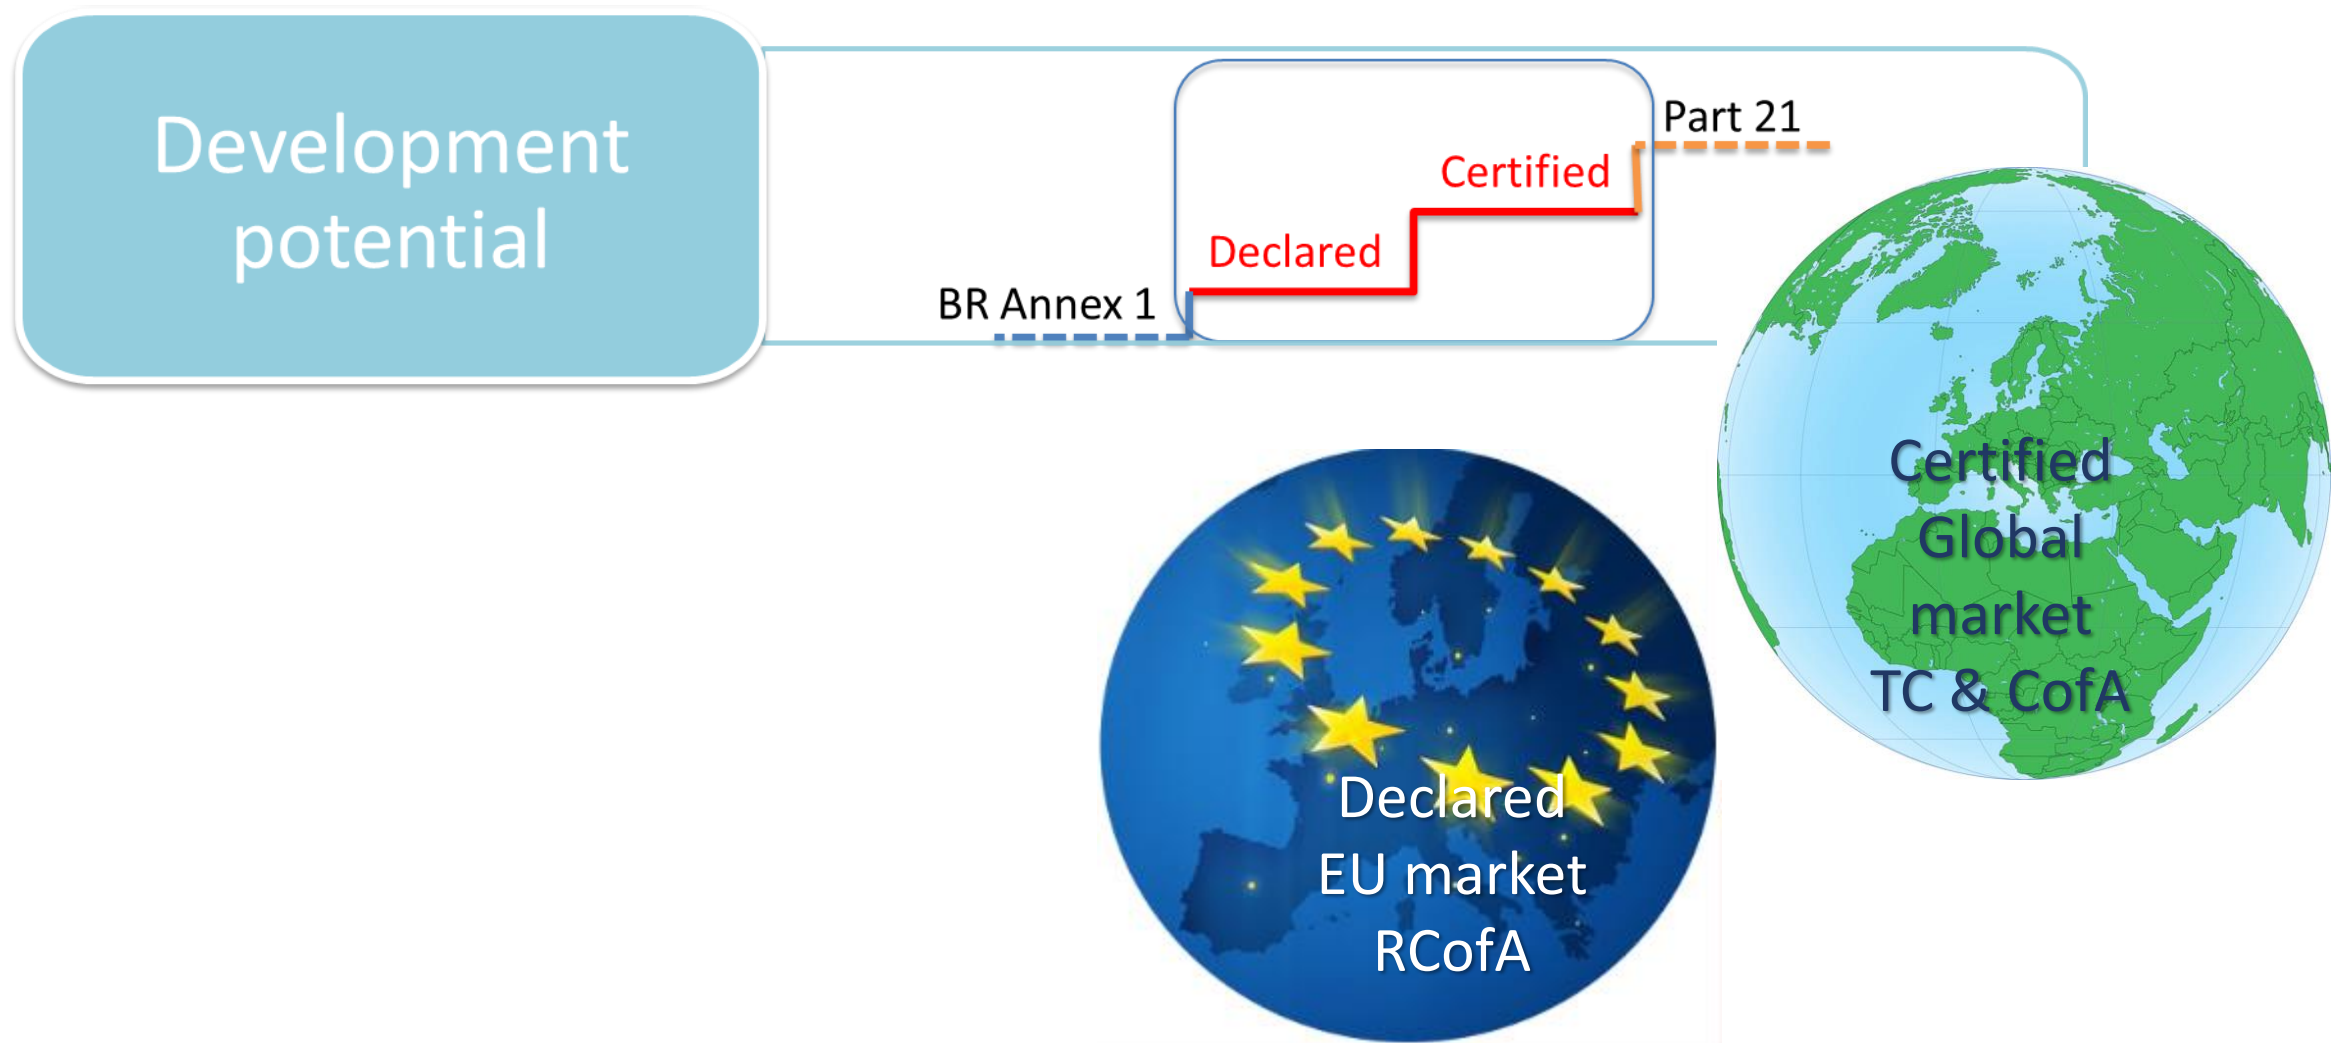 Development
potential
Part 21
Certified
Declared
BR Annex 1
Certified
Global
market
TC & CofA
Declared
EU market
RCofA